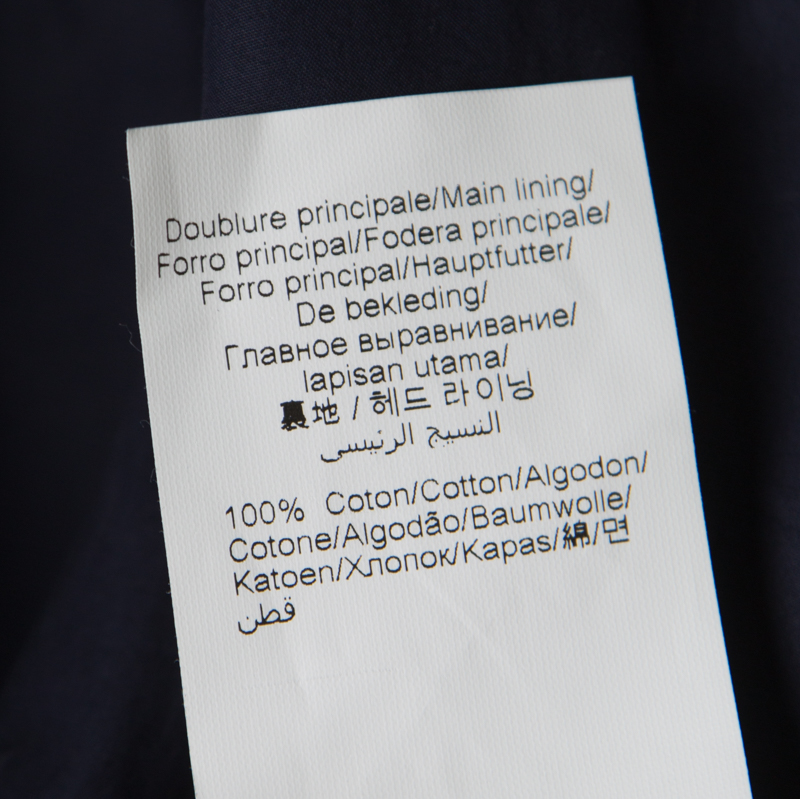 Doublure principale/Main lining/
Forro principal/Fodera principale/
Forro principal/Hauptfutter/
De bekleding/
Главное выравнивание/
lapisan utama/
裏地 / 헤드 라이닝
النسيج الرئيسى
100% Coton/Cotton/Algodon/
Cotone/Algodão/Baumwolle/
Katoen/Хлопок/Kapas/綿/면
قطن